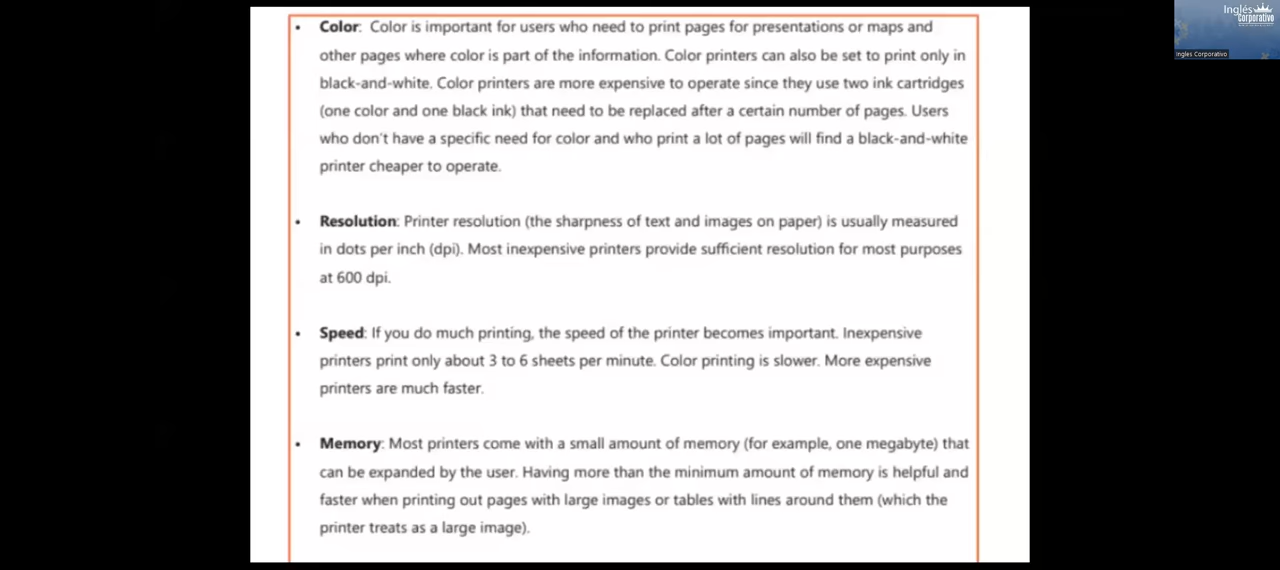 Inglés
Corporativo
Ingles Corporativo
• Color: Color is important for users who need to print pages for presentations or maps and
other pages where color is part of the information. Color printers can also be set to print only in
black-and-white. Color printers are more expensive to operate since they use two ink cartridges
(one color and one black ink) that need to be replaced after a certain number of pages. Users
who don't have a specific need for color and who print a lot of pages will find a black-and-white
printer cheaper to operate.
• Resolution: Printer resolution (the sharpness of text and images on paper) is usually measured
in dots per inch (dpi). Most inexpensive printers provide sufficient resolution for most purposes
at 600 dpi.
• Speed: If you do much printing, the speed of the printer becomes important. Inexpensive
printers print only about 3 to 6 sheets per minute. Color printing is slower. More expensive
printers are much faster.
• Memory: Most printers come with a small amount of memory (for example, one megabyte) that
can be expanded by the user. Having more than the minimum amount of memory is helpful and
faster when printing out pages with large images or tables with lines around them (which the
printer treats as a large image).